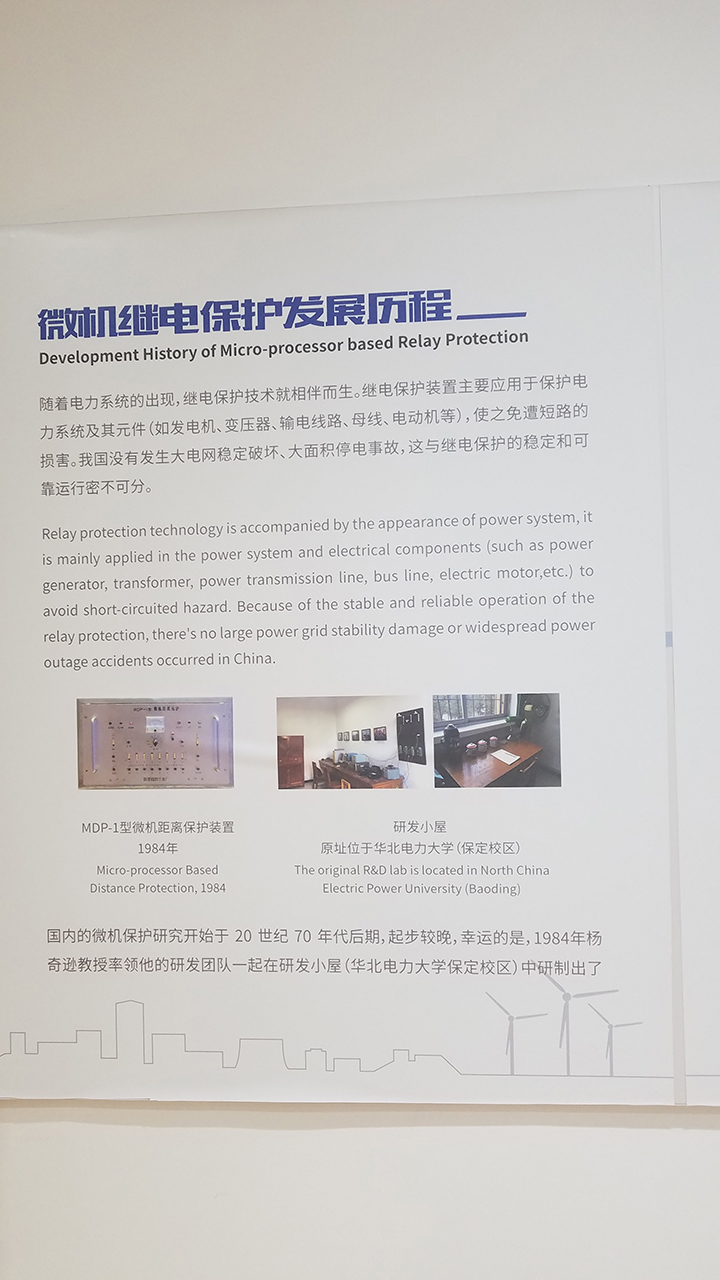 微机继电保护发展历程
Development History of Micro-processor based Relay Protection
随着电力系统的出现，继电保护技术就相伴而生。继电保护装置主要应用于保护电
力系统及其元件（如发电机、变压器、输电线路、母线、电动机等），使之免遭短路的
损害。我国没有发生大电网稳定破坏、大面积停电事故，这与继电保护的稳定和可
靠运行密不可分。
Relay protection technology is accompanied by the appearance of power system, it
is mainly applied in the power system and electrical components (such as power
generator, transformer, power transmission line, bus line, electric motor,etc.) to
avoid short-circuited hazard. Because of the stable and reliable operation of the
relay protection, there's no large power grid stability damage or widespread power
outage accidents occurred in China.
MDP-1型微机距离保护装置
1984年
Micro-processor Based
Distance Protection, 1984
研发小屋
原址位于华北电力大学（保定校区）
The original R&D lab is located in North China
Electric Power University (Baoding)
国内的微机保护研究开始于 20 世纪 70 年代后期，起步较晚，幸运的是，1984年杨
奇逊教授率领他的研发团队一起在研发小屋（华北电力大学保定校区）中研制出了